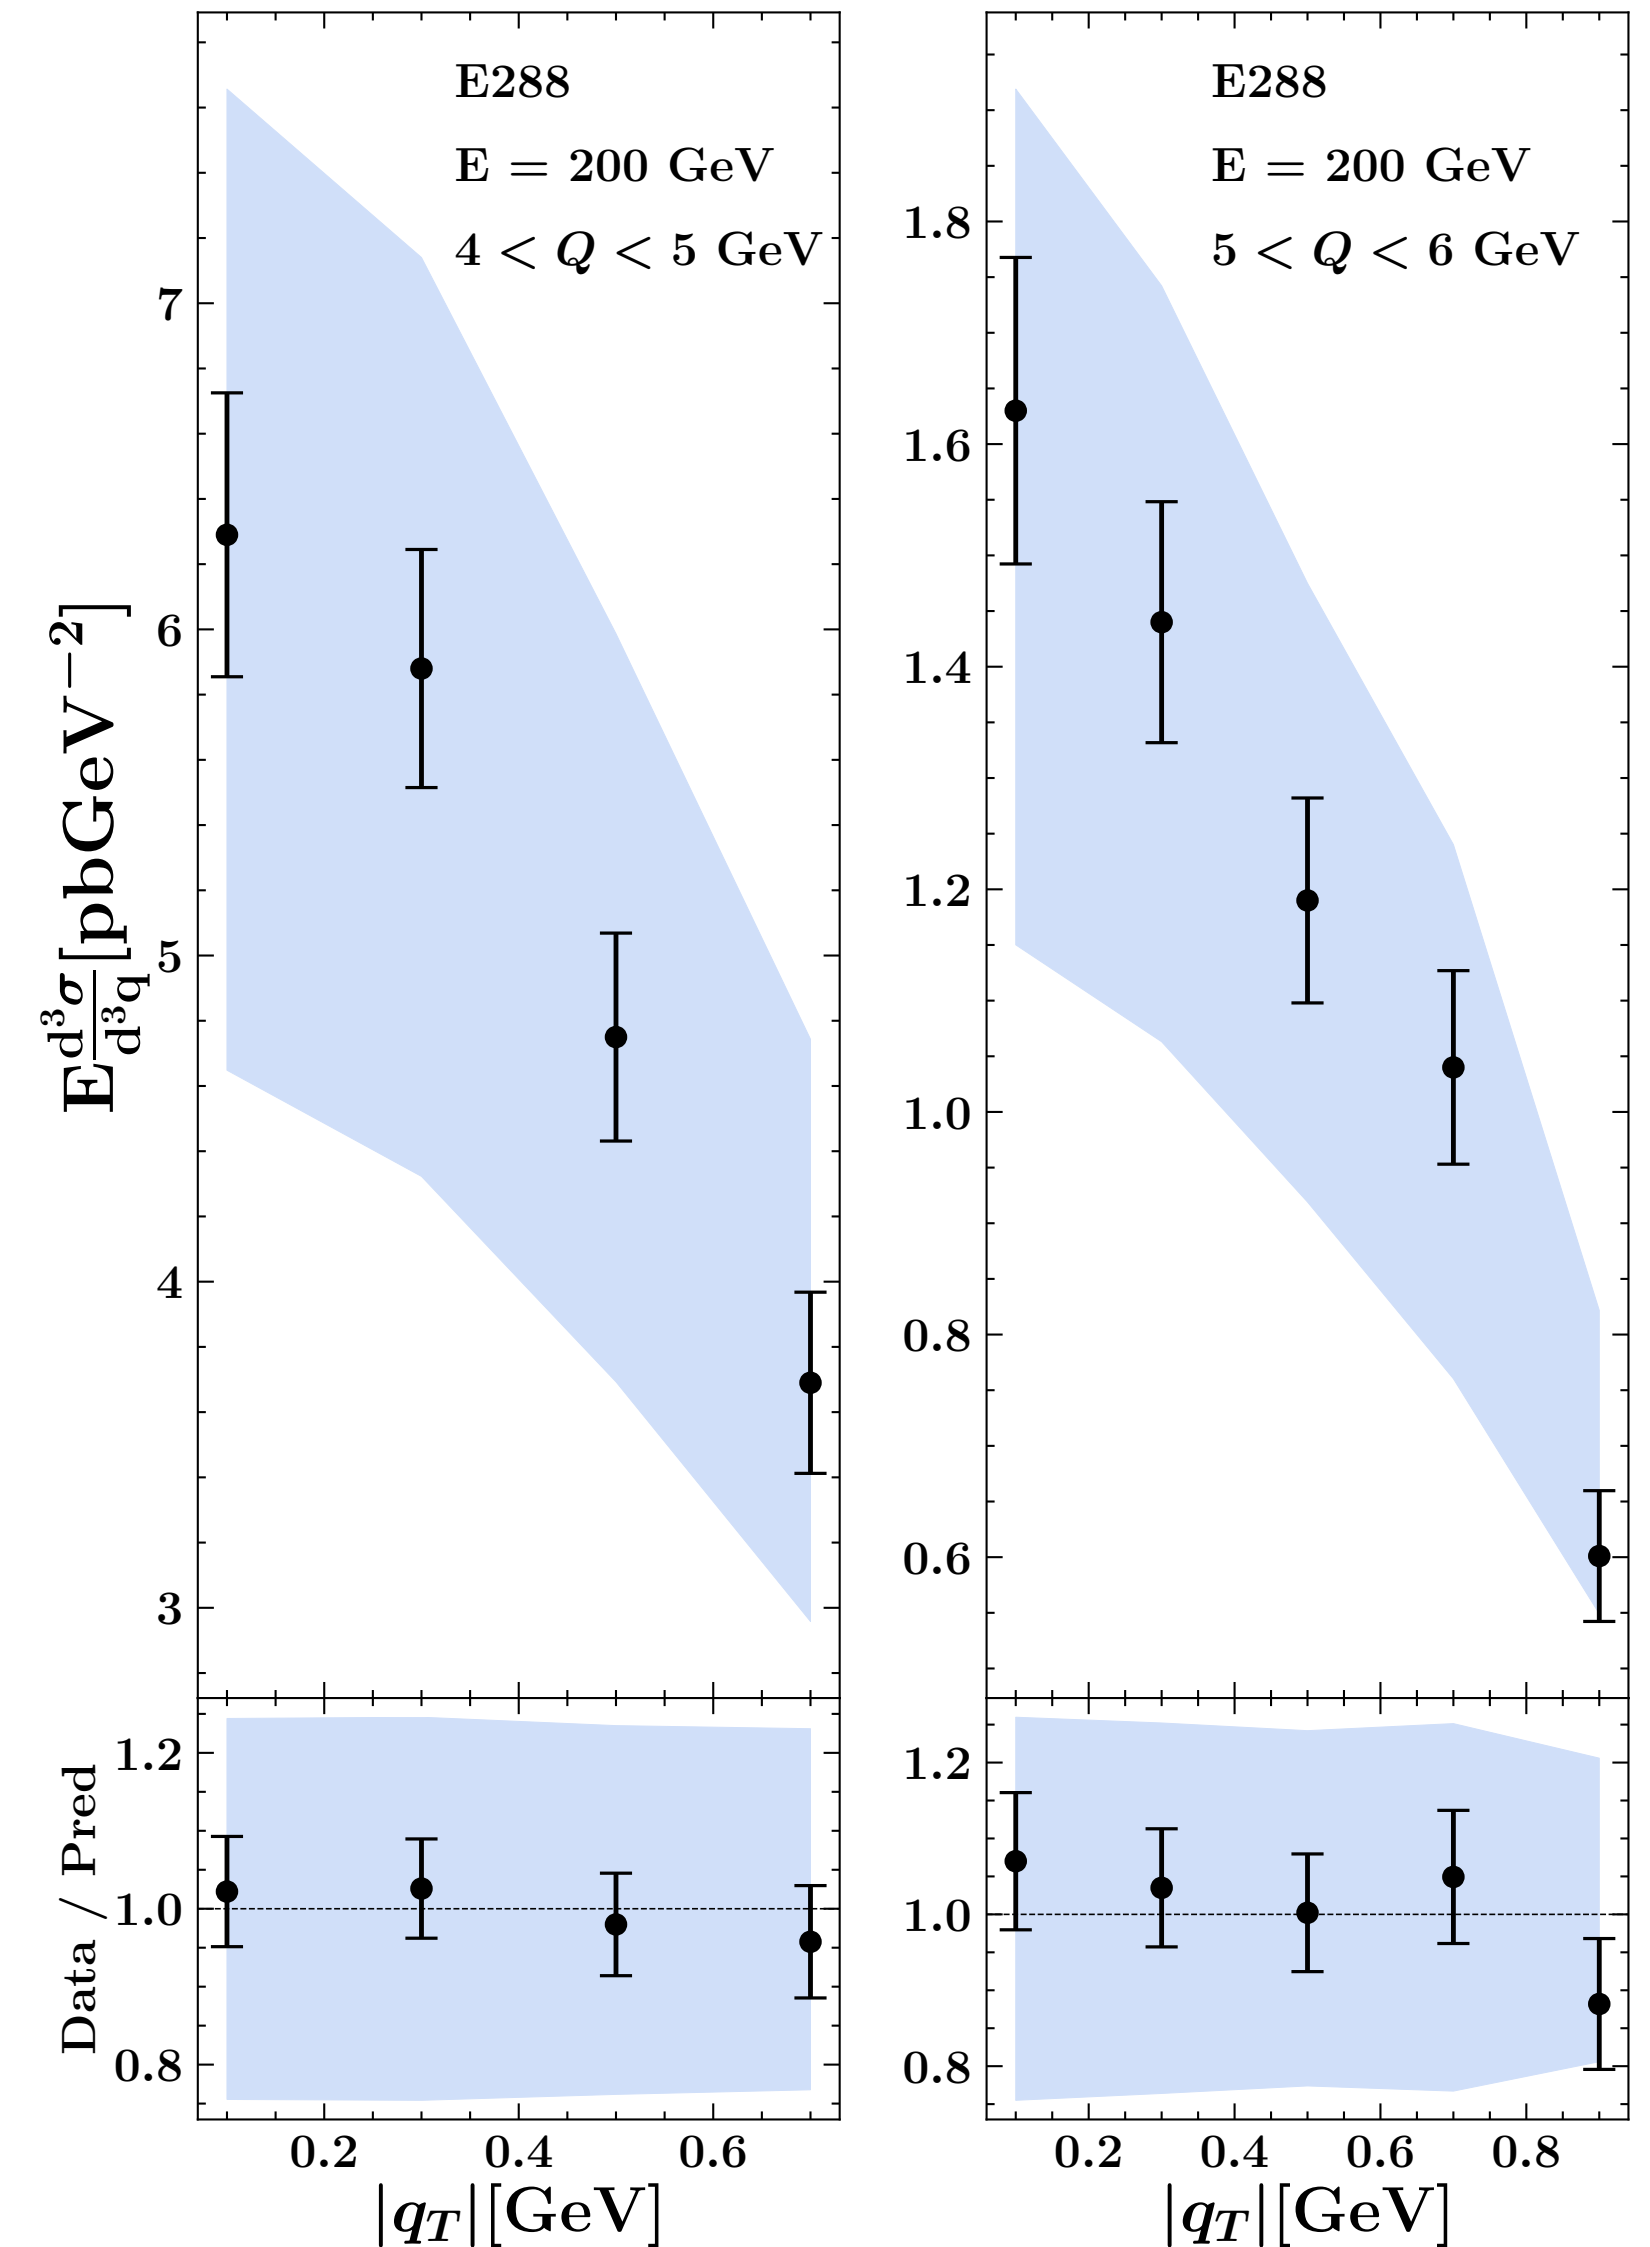 E288
E = 200 GeV
4 < Q < 5 GeV
7
6
5
4
3
E d³σ/d³q [pbGeV⁻²]
1.2
1.0
0.8
Data / Pred
0.2 0.4 0.6
|q_T| [GeV]
E288
E = 200 GeV
5 < Q < 6 GeV
1.8
1.6
1.4
1.2
1.0
0.8
0.6
1.2
1.0
0.8
0.2 0.4 0.6 0.8
|q_T| [GeV]